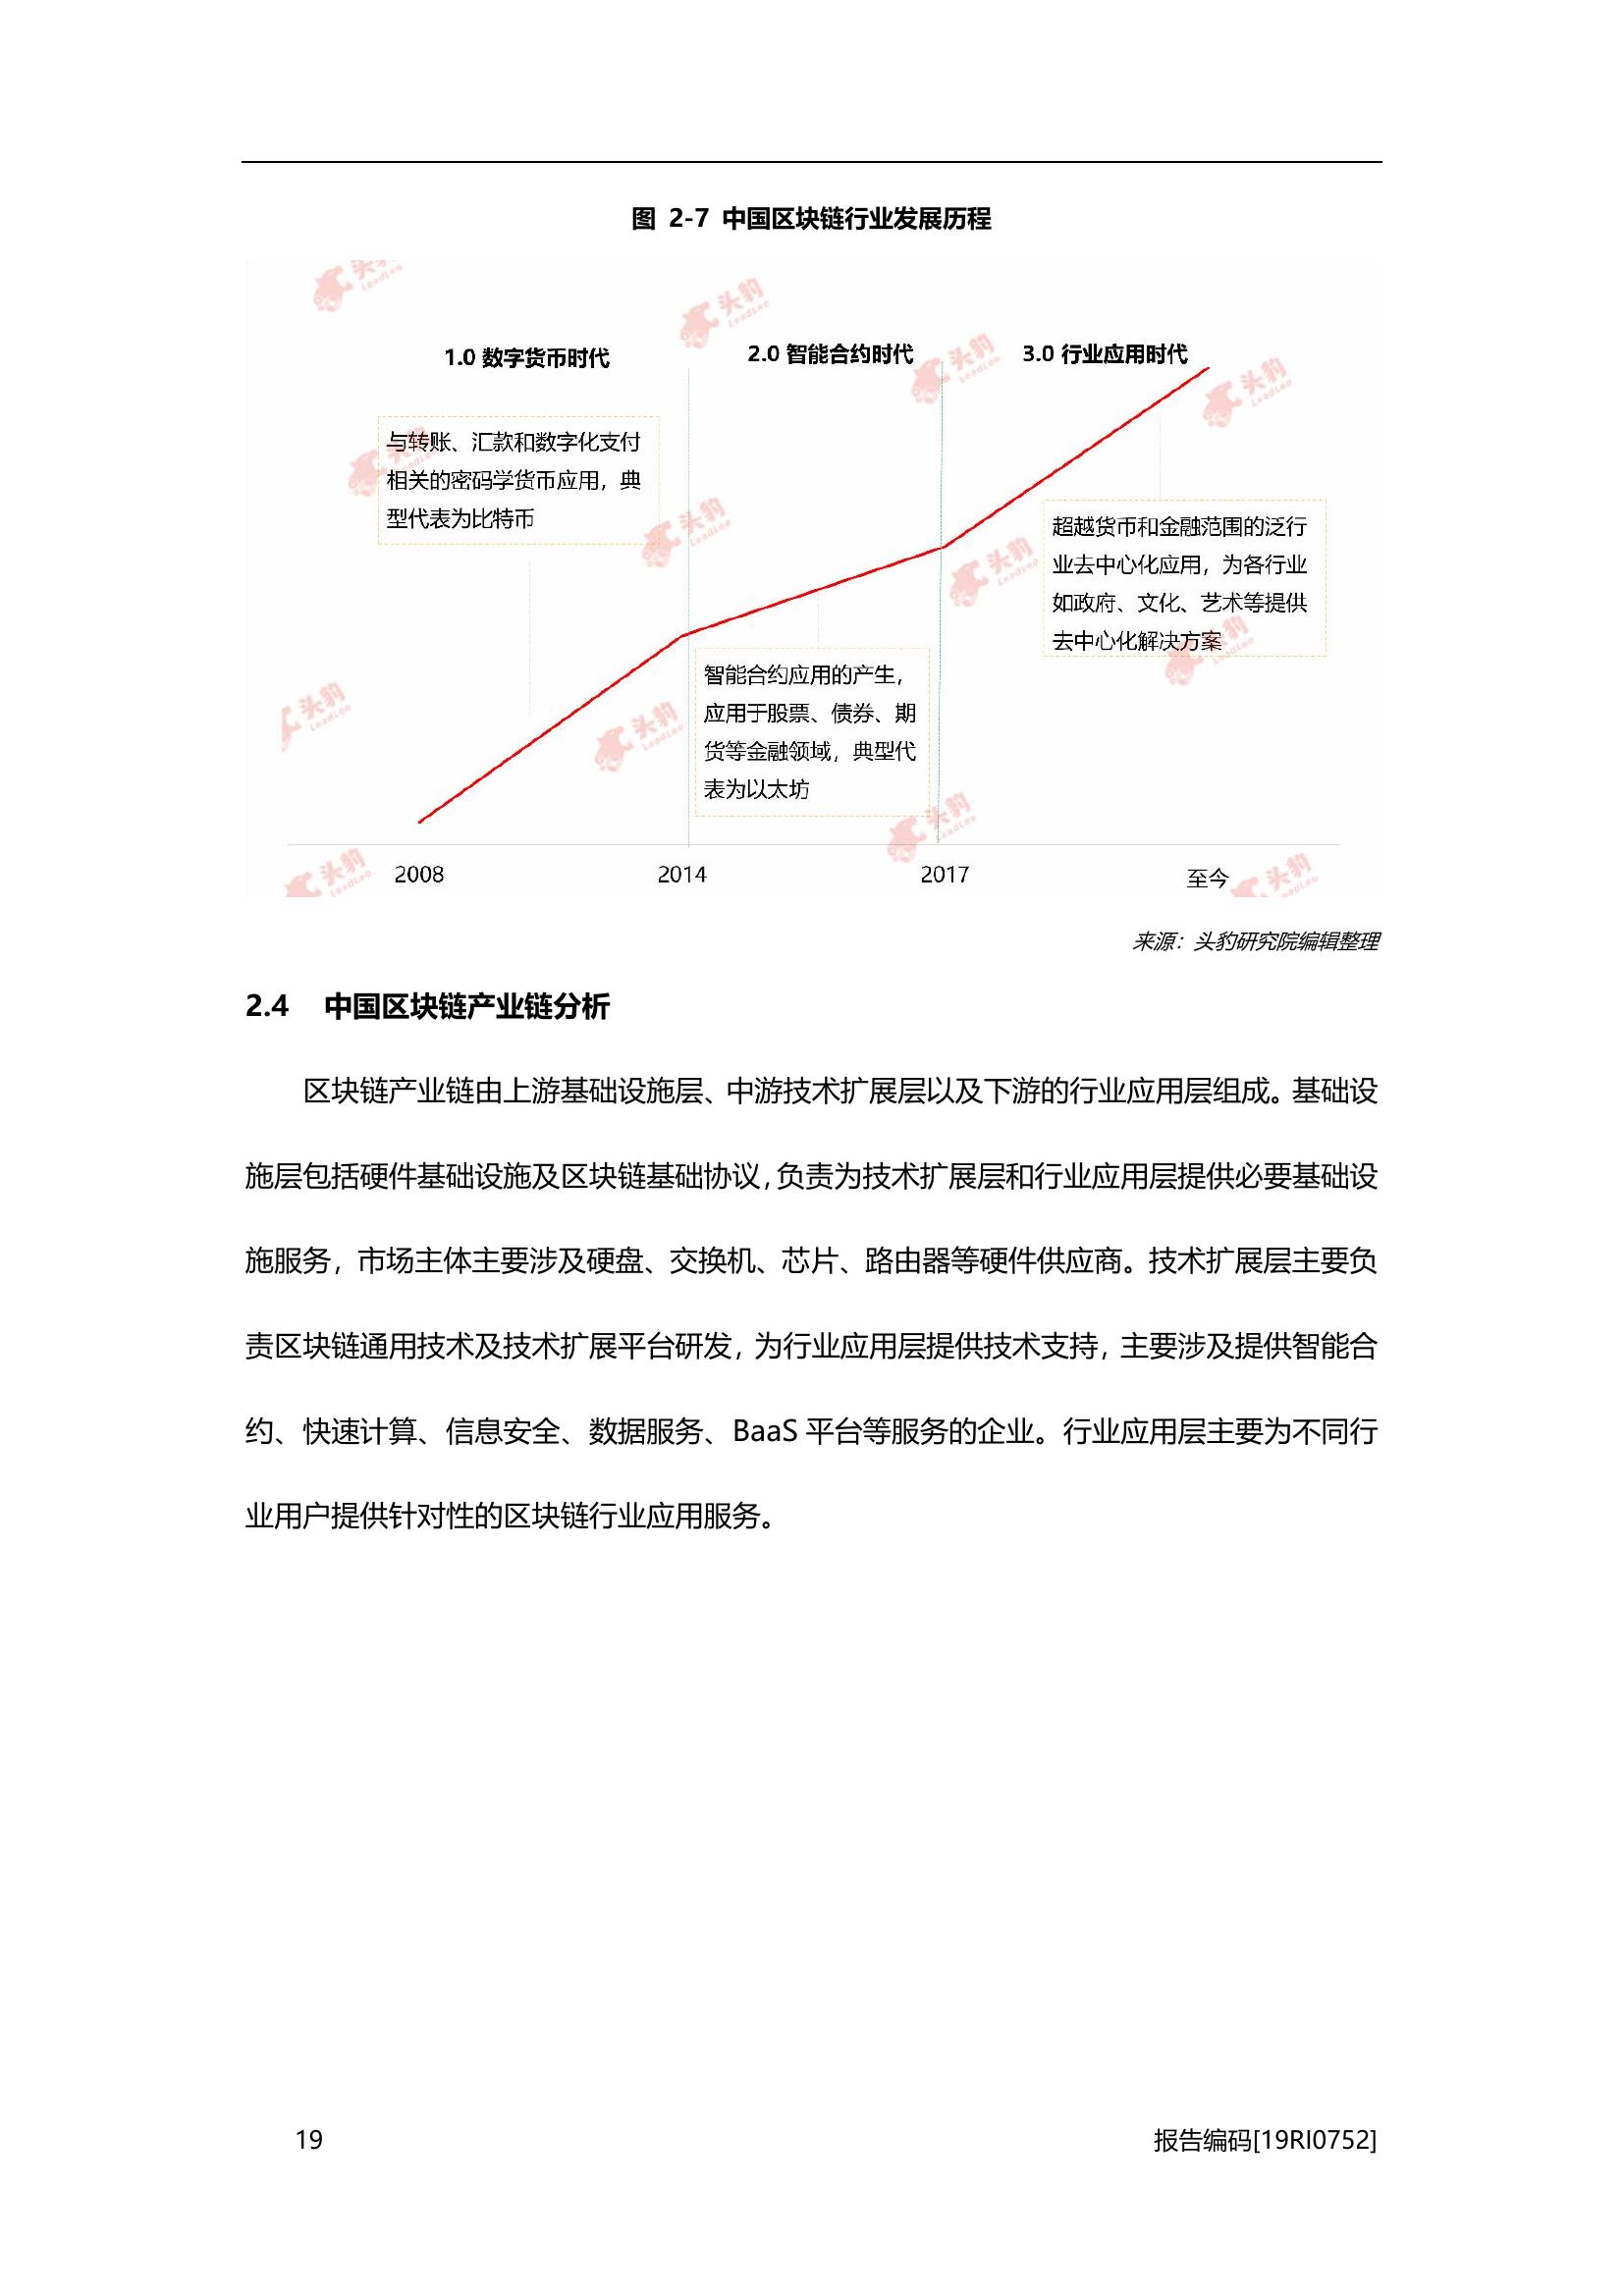 图 2-7 中国区块链行业发展历程
1.0 数字货币时代
2.0 智能合约时代
3.0 行业应用时代
与转账、汇款和数字化支付
相关的密码学货币应用，典
型代表为比特币
智能合约应用的产生，
应用于股票、债券、期
货等金融领域，典型代
表为以太坊
超越货币和金融范围的泛行
业去中心化应用，为各行业
如政府、文化、艺术等提供
去中心化解决方案
2008
2014
2017
至今
头豹
LeadLeo
来源：头豹研究院编辑整理
2.4 中国区块链产业链分析
区块链产业链由上游基础设施层、中游技术扩展层以及下游的行业应用层组成。基础设
施层包括硬件基础设施及区块链基础协议，负责为技术扩展层和行业应用层提供必要基础设
施服务，市场主体主要涉及硬盘、交换机、芯片、路由器等硬件供应商。技术扩展层主要负
责区块链通用技术及技术扩展平台研发，为行业应用层提供技术支持，主要涉及提供智能合
约、快速计算、信息安全、数据服务、BaaS 平台等服务的企业。行业应用层主要为不同行
业用户提供针对性的区块链行业应用服务。
19
报告编码[19RI0752]